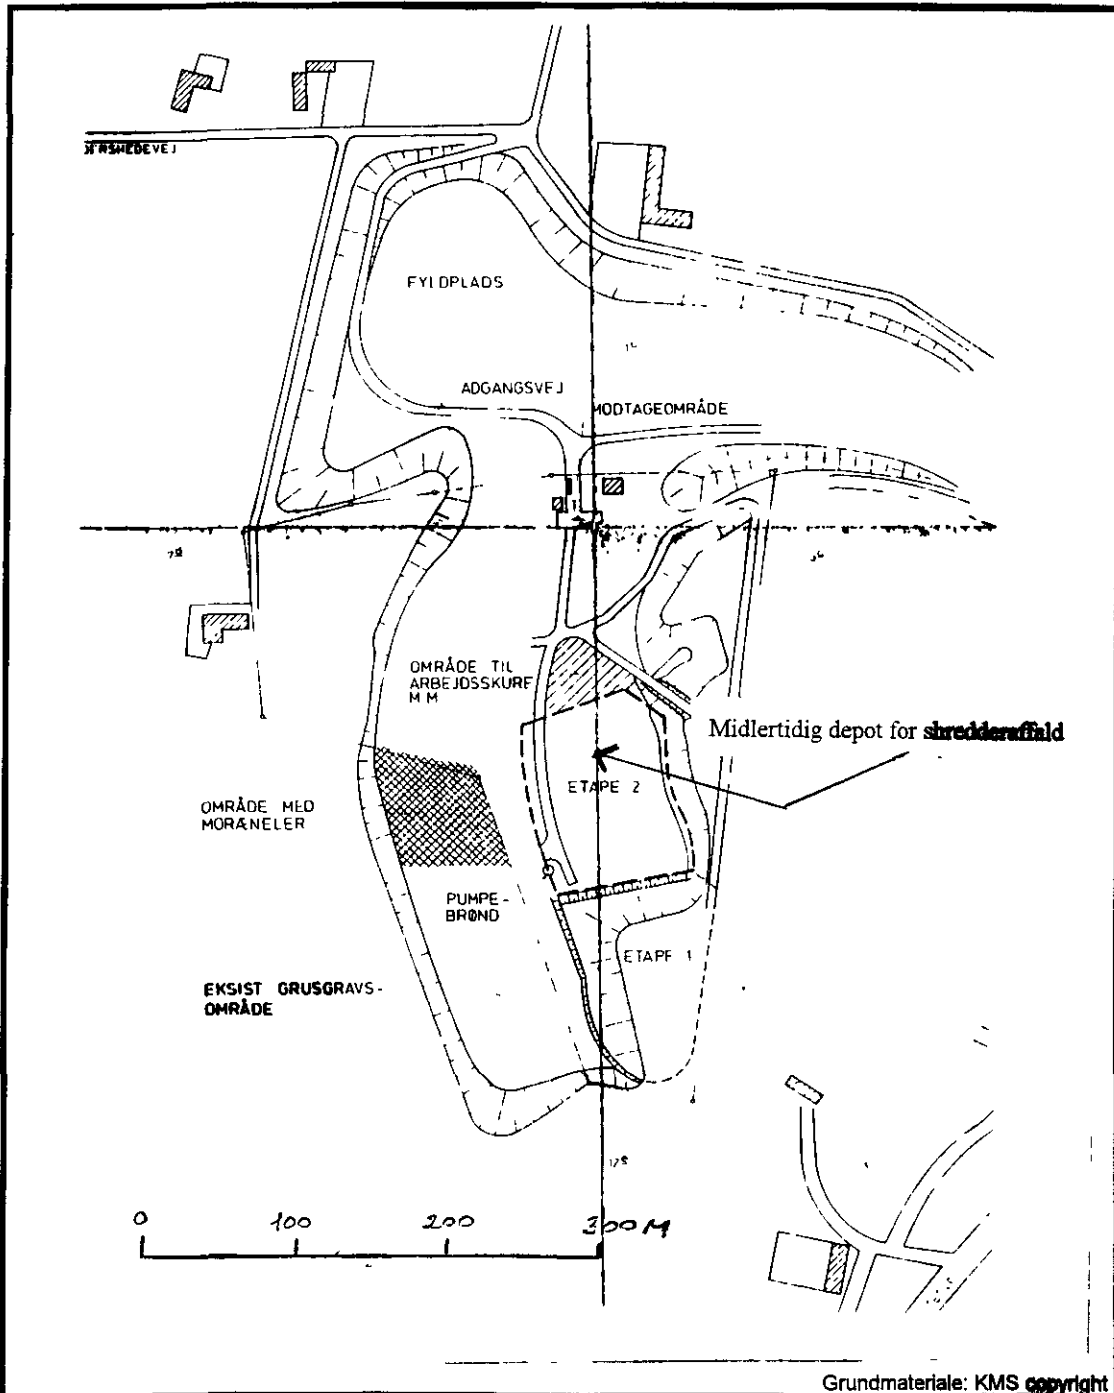 FYLDPLADS
ADGANGSVEJ
MODTAGEOMRÅDE
OMRÅDE TIL
ARBEJDSSKURE
M M
Midlertidig depot for shredderaffald
ETAPE 2
OMRÅDE MED
MORÆNELER
PUMPE-
BRØND
ETAPE 1
EKSIST GRUSGRAVS-
OMRÅDE
0 100 200 300 M
Grundmateriale: KMS copyright